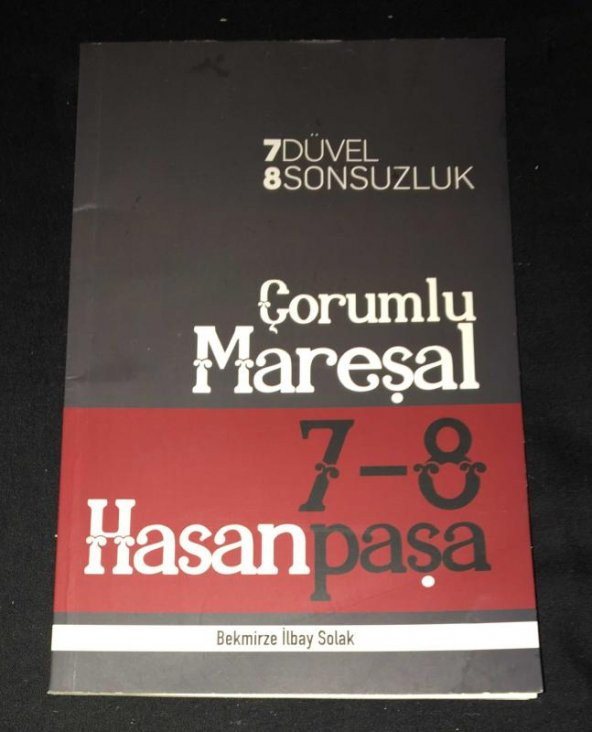 7DÜVEL
8SONSUZLUK
Çorumlu
Mareşal
7-8
Hasanpaşa
Bekmirze İlbay Solak